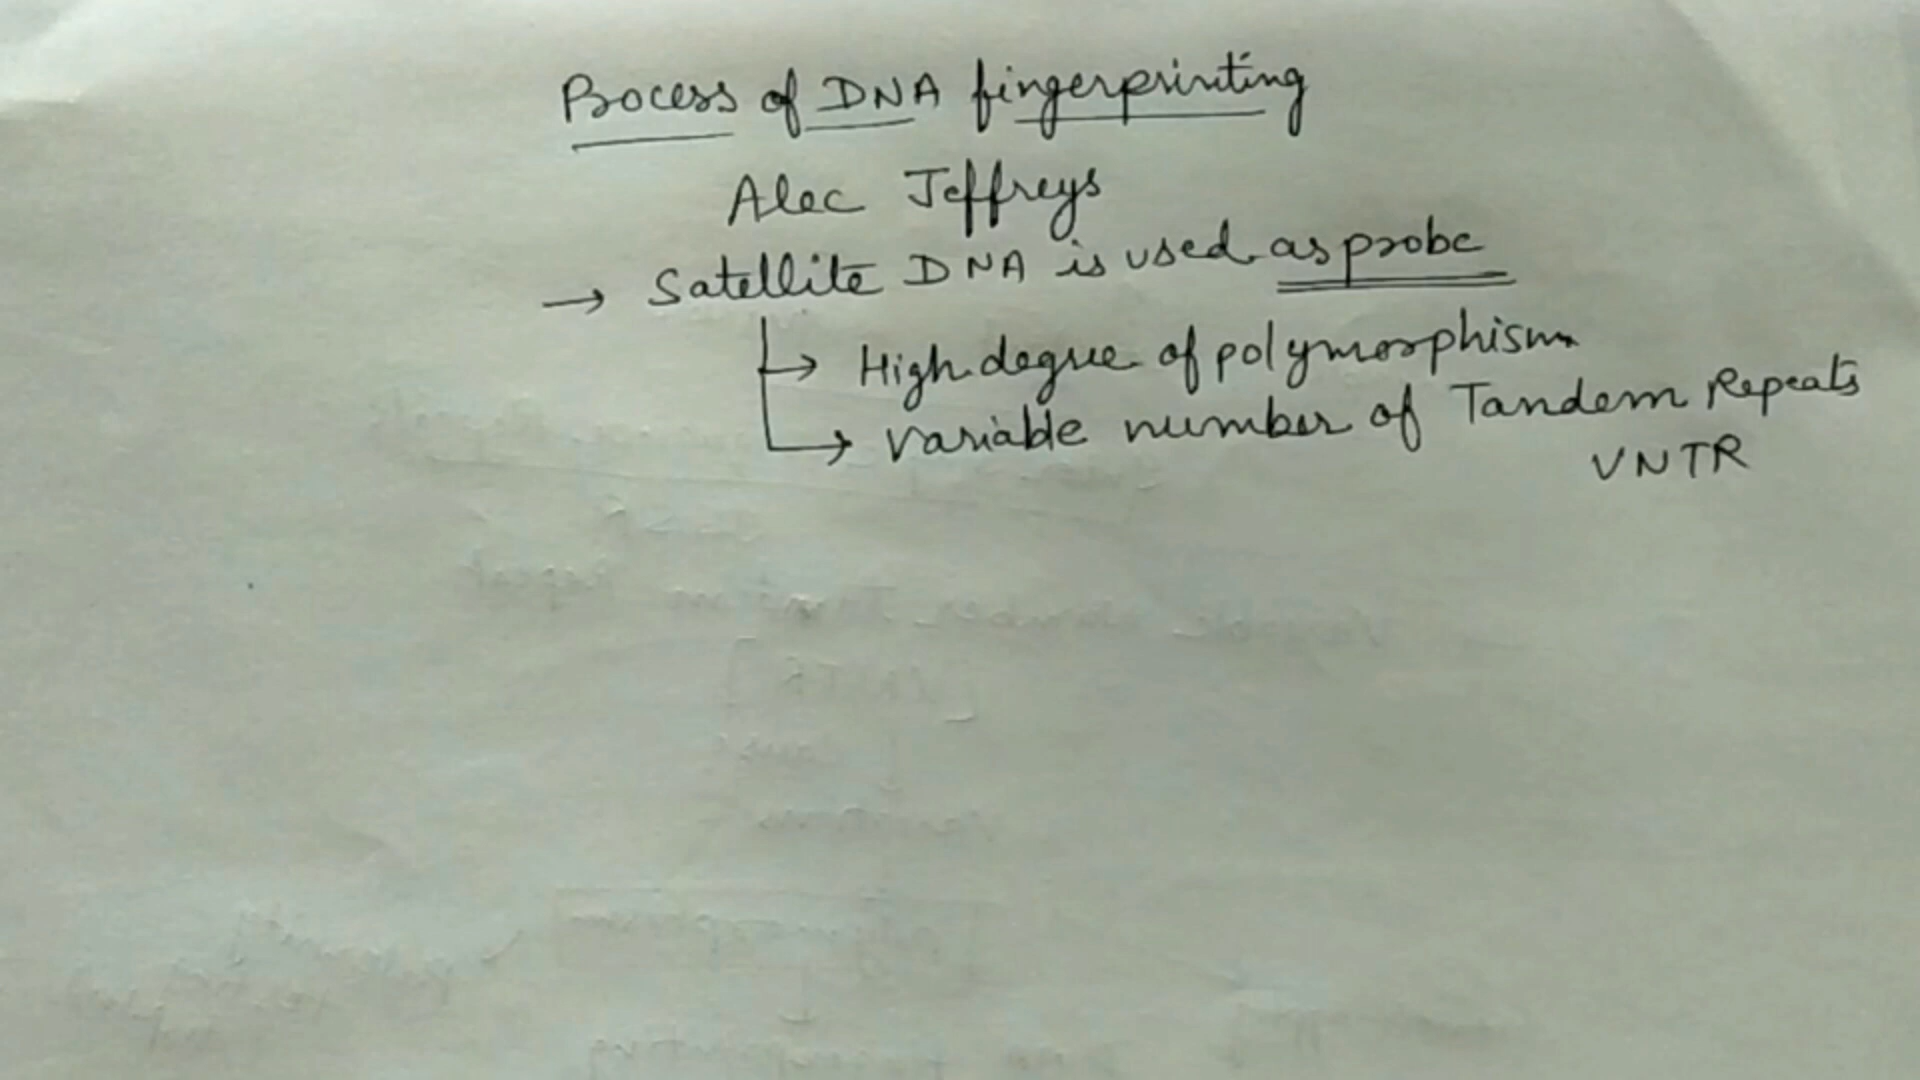 Process of DNA fingerprinting
Alec Jeffreys
→ Satellite DNA is used as probe
→ High degree of polymorphism
→ Variable number of Tandem Repeats
VNTR